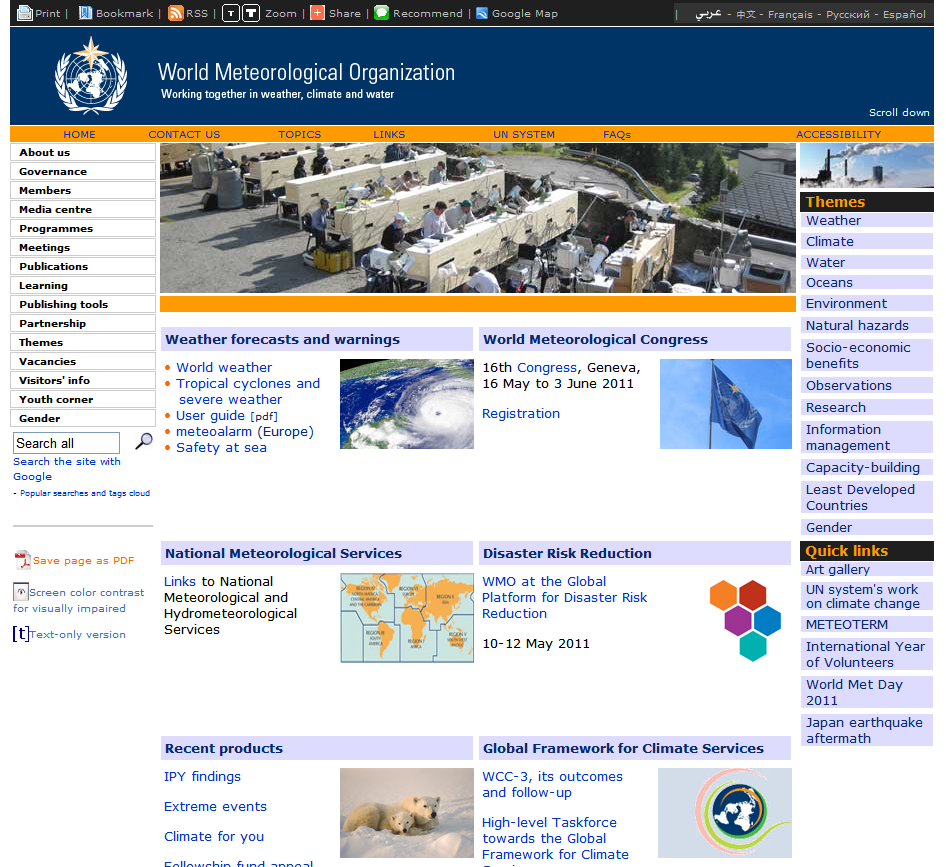 Print | Bookmark | RSS | T T Zoom | Share | Recommend | Google Map | عربي - 中文 - Français - Русский - Español
World Meteorological Organization
Working together in weather, climate and water
Scroll down
HOME CONTACT US TOPICS LINKS UN SYSTEM FAQs ACCESSIBILITY
About us
Governance
Members
Media centre
Programmes
Meetings
Publications
Learning
Publishing tools
Partnership
Themes
Vacancies
Visitors' info
Youth corner
Gender
Search all
Search the site with
Google
- Popular searches and tags cloud
Save page as PDF
Screen color contrast
for visually impaired
[t] Text-only version
Weather forecasts and warnings
• World weather
• Tropical cyclones and
severe weather
• User guide [pdf]
• meteoalarm (Europe)
• Safety at sea
World Meteorological Congress
16th Congress, Geneva,
16 May to 3 June 2011
Registration
National Meteorological Services
Links to National
Meteorological and
Hydrometeorological
Services
Disaster Risk Reduction
WMO at the Global
Platform for Disaster Risk
Reduction
10-12 May 2011
Recent products
IPY findings
Extreme events
Climate for you
Fellowship fund appeal
Global Framework for Climate Services
WCC-3, its outcomes
and follow-up
High-level Taskforce
towards the Global
Framework for Climate
Themes
Weather
Climate
Water
Oceans
Environment
Natural hazards
Socio-economic
benefits
Observations
Research
Information
management
Capacity-building
Least Developed
Countries
Gender
Quick links
Art gallery
UN system's work
on climate change
METEOTERM
International Year
of Volunteers
World Met Day
2011
Japan earthquake
aftermath